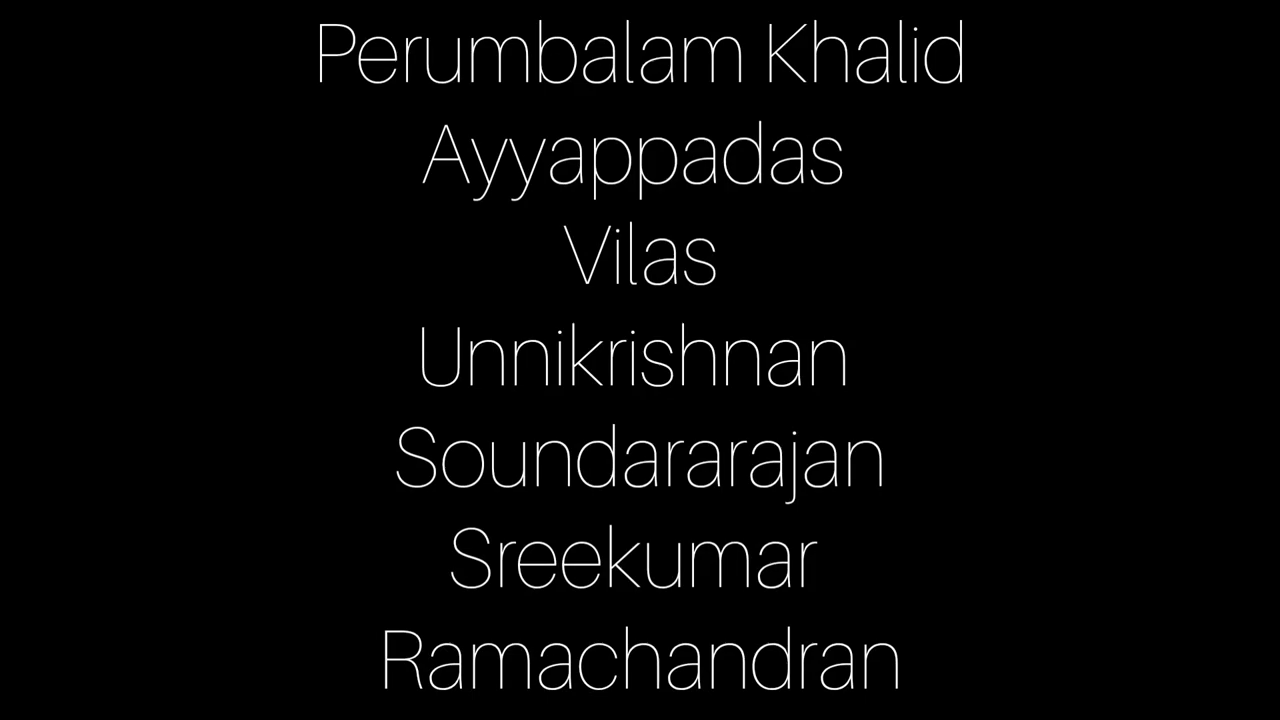 Perumbalam Khalid
Ayyappadas
Vilas
Unnikrishnan
Soundararajan
Sreekumar
Ramachandran